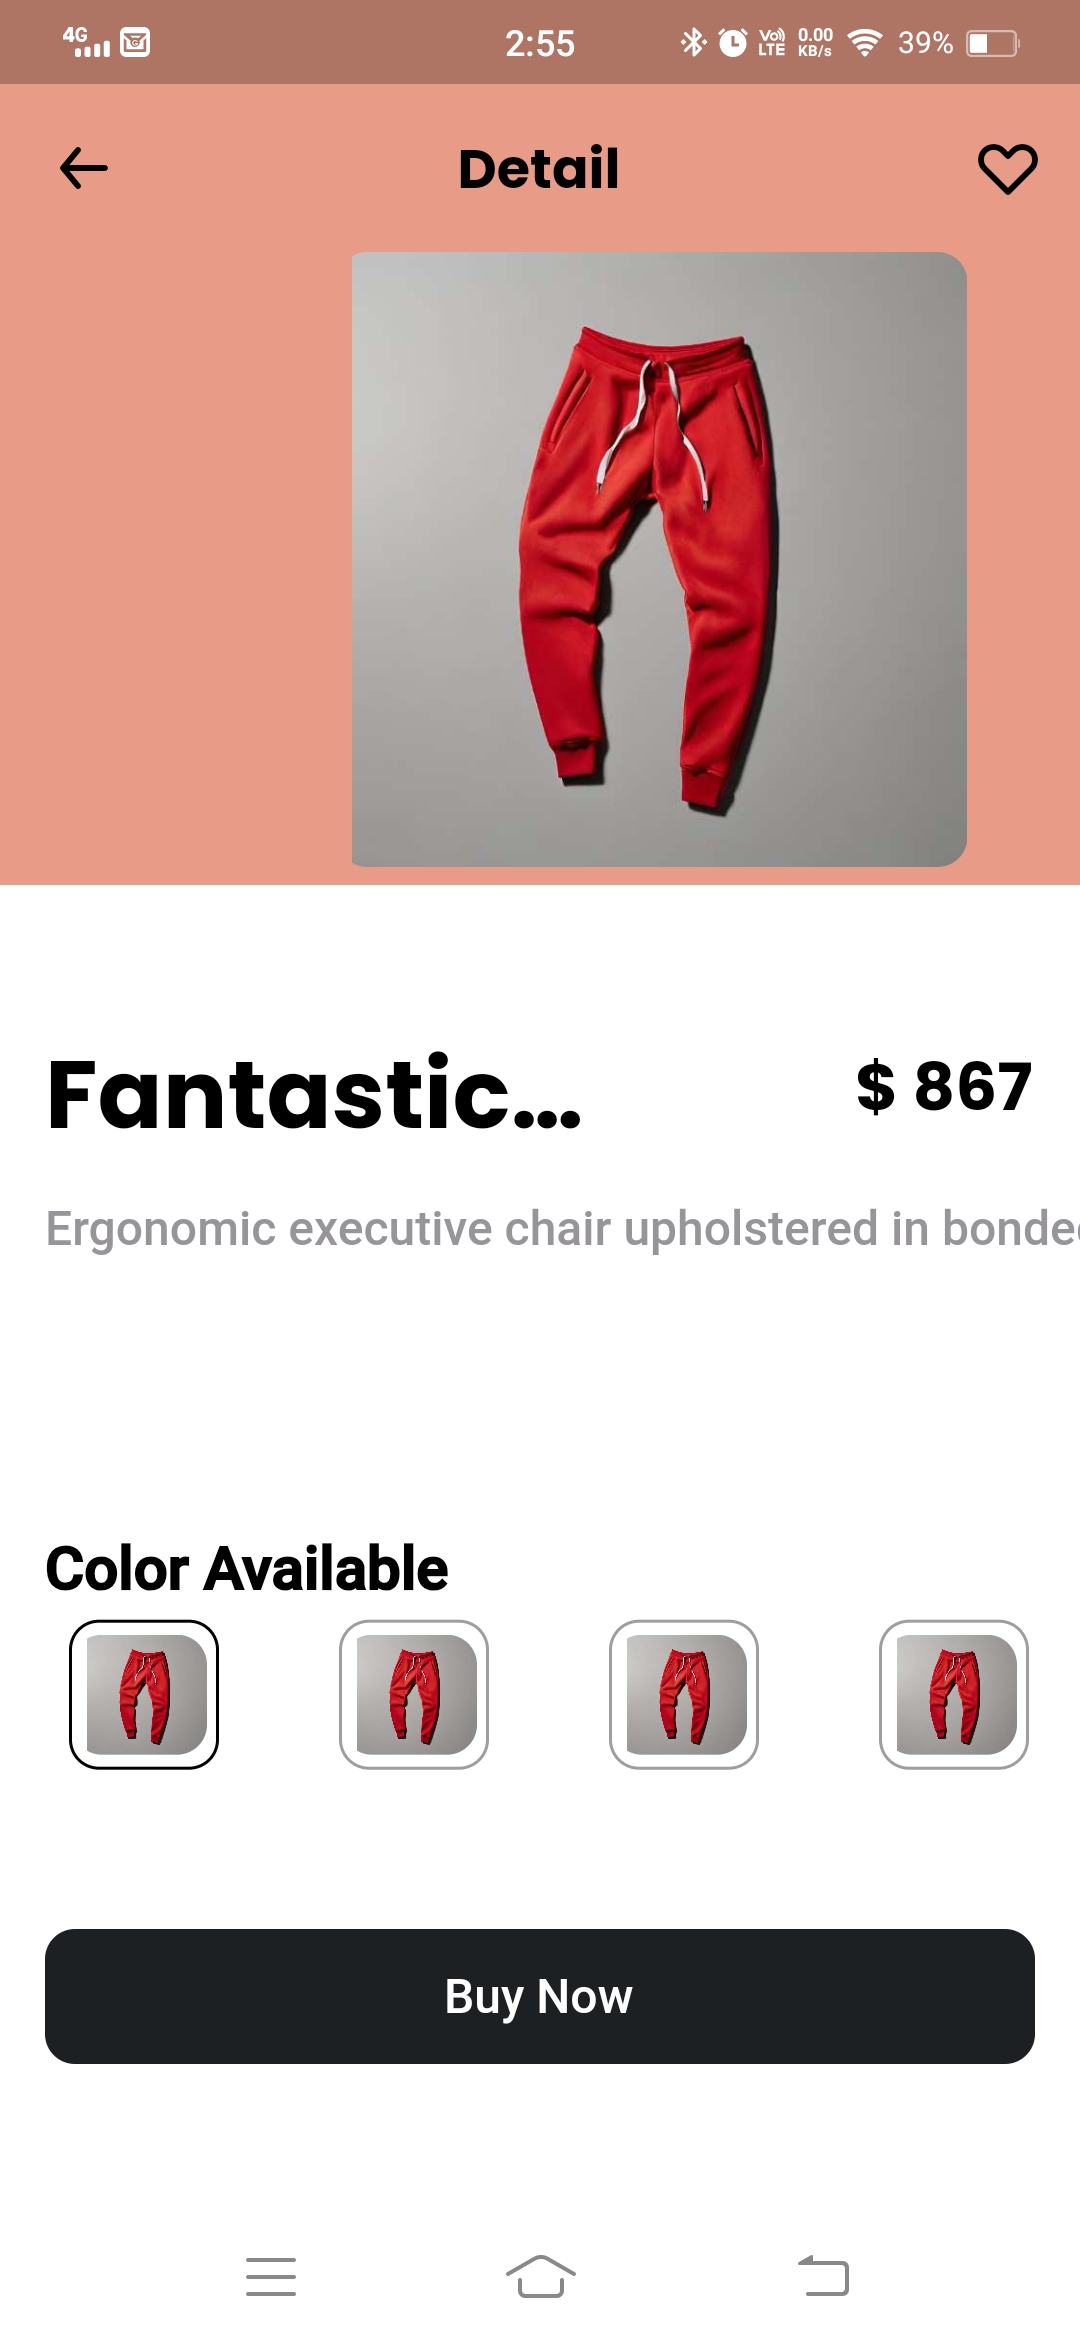 4G
2:55
Vo))
LTE
0.00
KB/s
39%
Detail
Fantastic...
$ 867
Ergonomic executive chair upholstered in bonded
Color Available
Buy Now